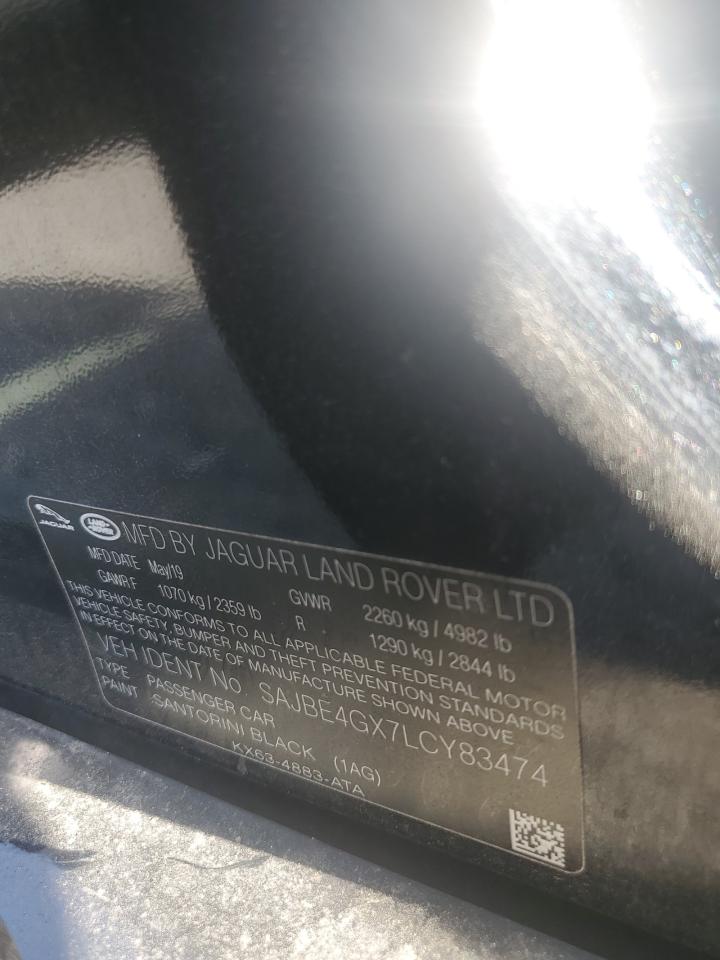 JAGUAR LAND ROVER MFD BY JAGUAR LAND ROVER LTD
MFD DATE May/19 GVWR 2260 kg / 4982 lb
GAWR F 1070 kg / 2359 lb R 1290 kg / 2844 lb
THIS VEHICLE CONFORMS TO ALL APPLICABLE FEDERAL MOTOR
VEHICLE SAFETY, BUMPER AND THEFT PREVENTION STANDARDS
IN EFFECT ON THE DATE OF MANUFACTURE SHOWN ABOVE
VEH IDENT No. SAJBE4GX7LCY83474
TYPE PASSENGER CAR
PAINT SANTORINI BLACK (1AG)
KX63-4883-ATA